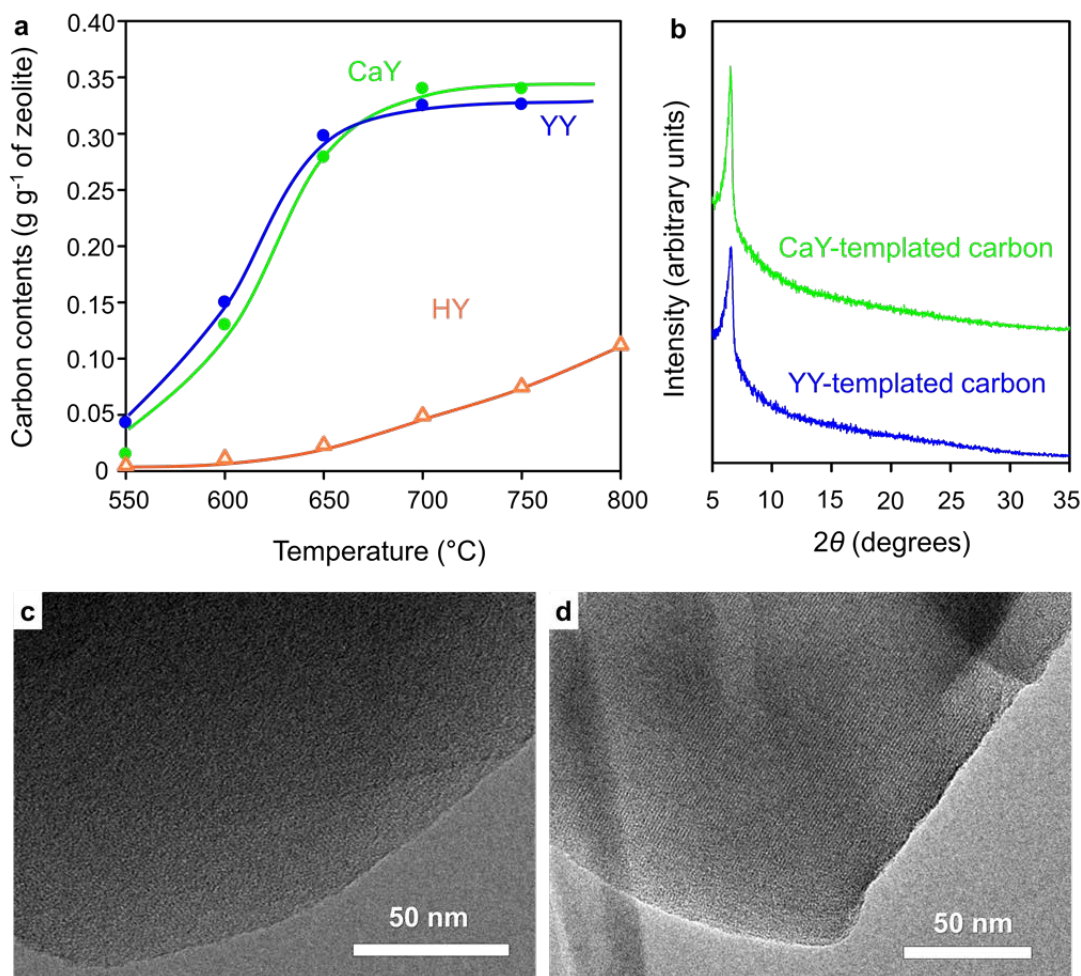 a
0.40
0.35
0.30
0.25
0.20
0.15
0.10
0.05
0
Carbon contents (g g⁻¹ of zeolite)
CaY
YY
HY
550
600
650
700
750
800
Temperature (°C)
b
Intensity (arbitrary units)
CaY-templated carbon
YY-templated carbon
5
10
15
20
25
30
35
2θ (degrees)
c
50 nm
d
50 nm